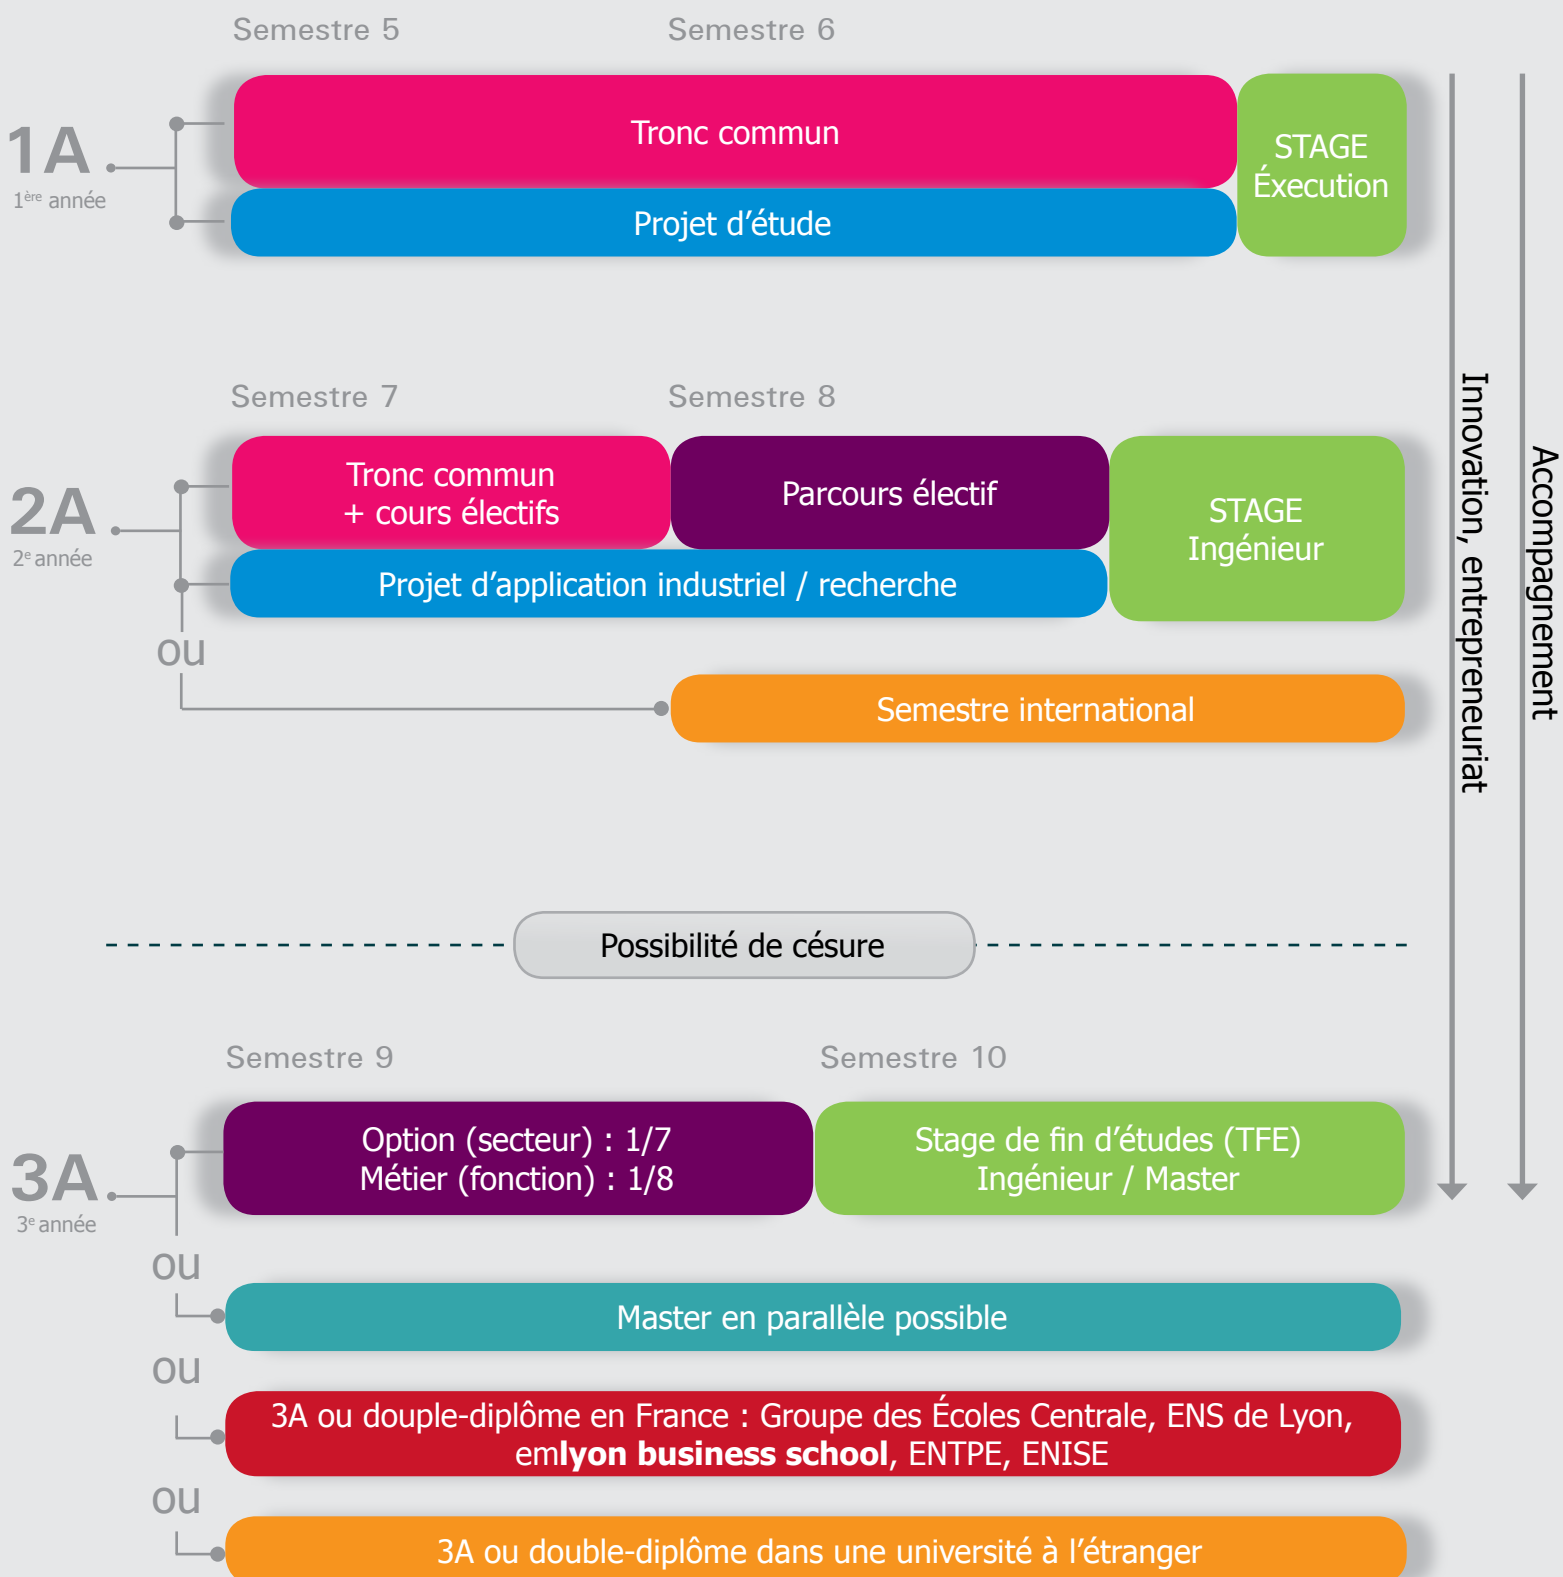 Semestre 5
Semestre 6
1A
1ère année
Tronc commun
STAGE
Éxecution
Projet d’étude
Semestre 7
Semestre 8
2A
2e année
Tronc commun
+ cours électifs
Parcours électif
STAGE
Ingénieur
Projet d’application industriel / recherche
ou
Semestre international
Innovation, entrepreneuriat
Accompagnement
Possibilité de césure
Semestre 9
Semestre 10
3A
3e année
Option (secteur) : 1/7
Métier (fonction) : 1/8
Stage de fin d’études (TFE)
Ingénieur / Master
ou
Master en parallèle possible
ou
3A ou douple-diplôme en France : Groupe des Écoles Centrale, ENS de Lyon,
emlyon business school, ENTPE, ENISE
ou
3A ou double-diplôme dans une université à l’étranger